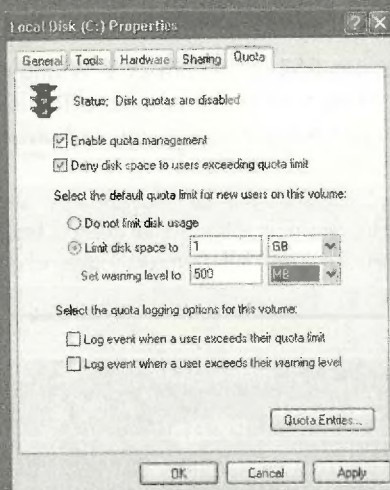 Local Disk (C:) Properties
General Tools Hardware Sharing Quota
Status: Disk quotas are disabled
Enable quota management
Deny disk space to users exceeding quota limit
Select the default quota limit for new users on this volume:
Do not limit disk usage
Limit disk space to 1 GB
Set warning level to 500 MB
Select the quota logging options for this volume:
Log event when a user exceeds their quota limit
Log event when a user exceeds their warning level
Quota Entries...
OK Cancel Apply